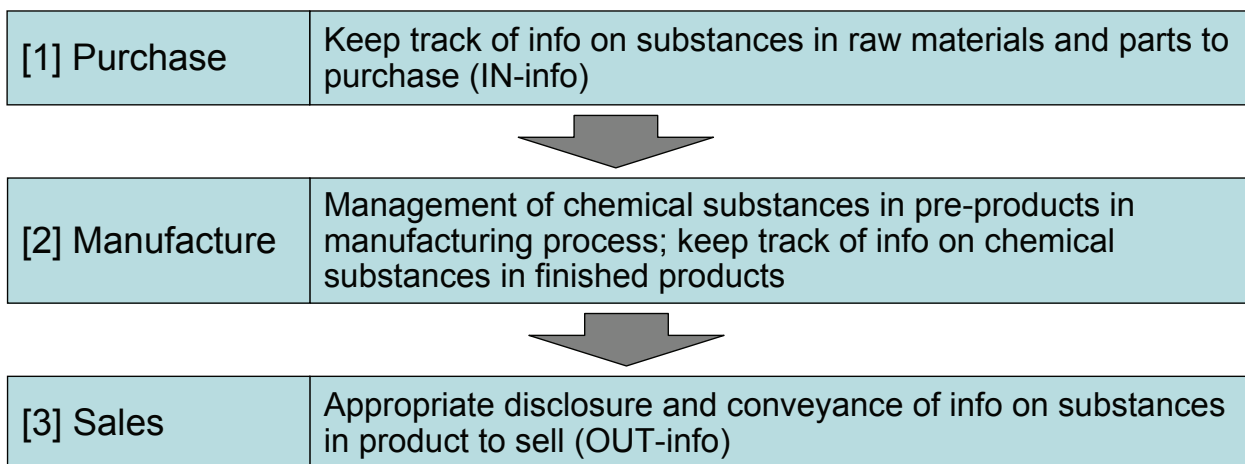 [1] Purchase
Keep track of info on substances in raw materials and parts to
purchase (IN-info)
[2] Manufacture
Management of chemical substances in pre-products in
manufacturing process; keep track of info on chemical
substances in finished products
[3] Sales
Appropriate disclosure and conveyance of info on substances
in product to sell (OUT-info)